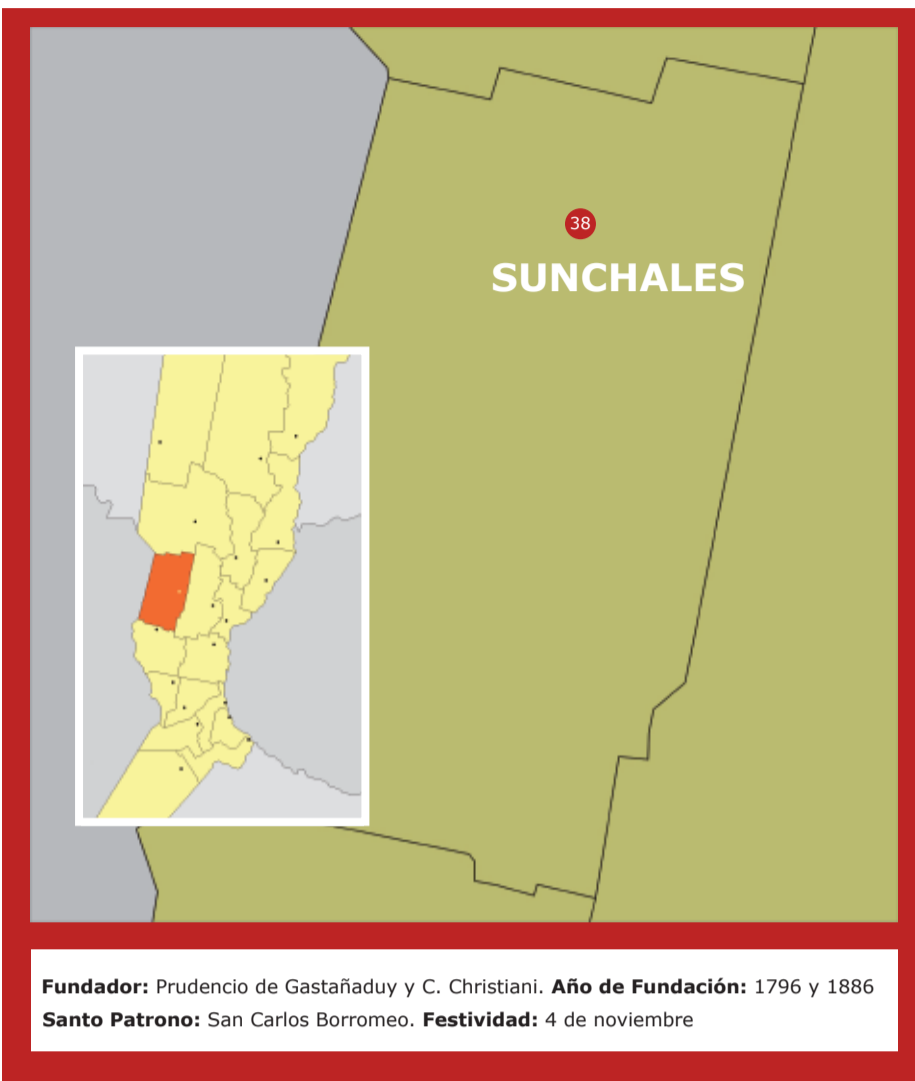 38
SUNCHALES
Fundador: Prudencio de Gastañaduy y C. Christiani. Año de Fundación: 1796 y 1886
Santo Patrono: San Carlos Borromeo. Festividad: 4 de noviembre